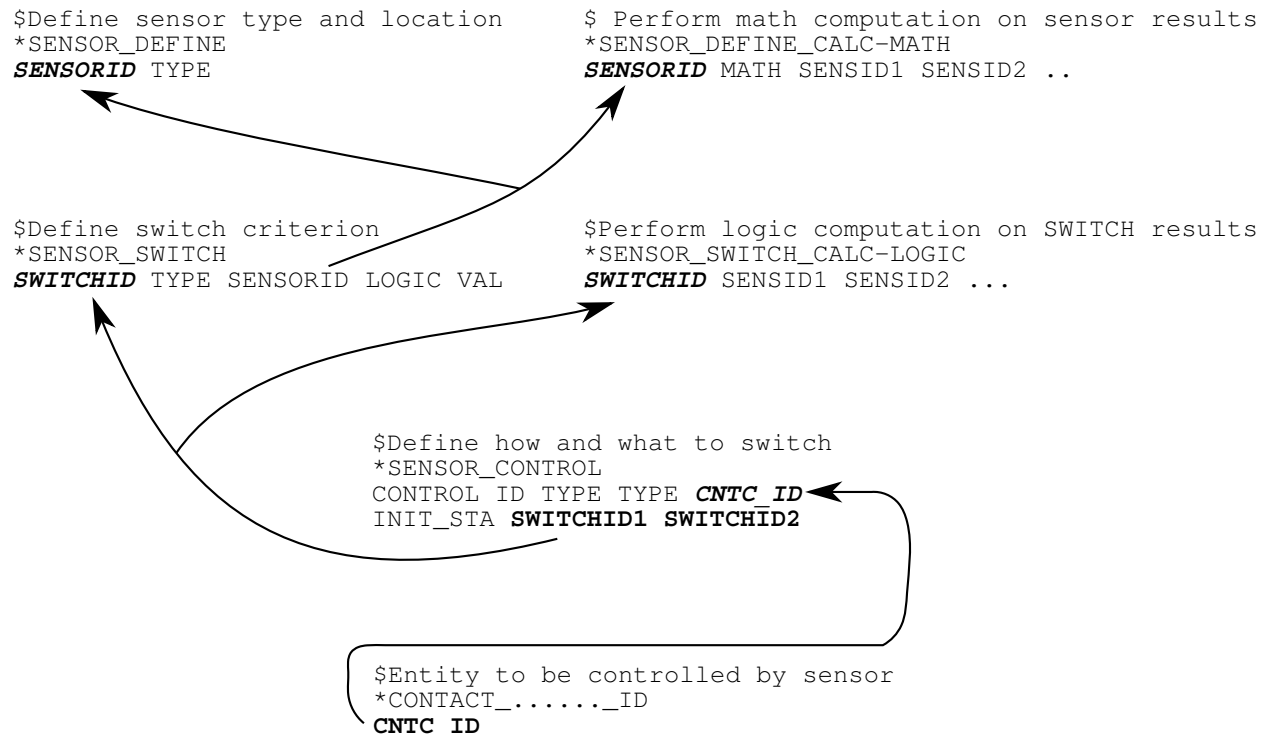 $Define sensor type and location
*SENSOR_DEFINE
SENSORID TYPE
$ Perform math computation on sensor results
*SENSOR_DEFINE_CALC-MATH
SENSORID MATH SENSID1 SENSID2 ..
$Define switch criterion
*SENSOR_SWITCH
SWITCHID TYPE SENSORID LOGIC VAL
$Perform logic computation on SWITCH results
*SENSOR_SWITCH_CALC-LOGIC
SWITCHID SENSID1 SENSID2 ...
$Define how and what to switch
*SENSOR_CONTROL
CONTROL ID TYPE TYPE CNTC_ID
INIT_STA SWITCHID1 SWITCHID2
$Entity to be controlled by sensor
*CONTACT_......_ID
CNTC ID